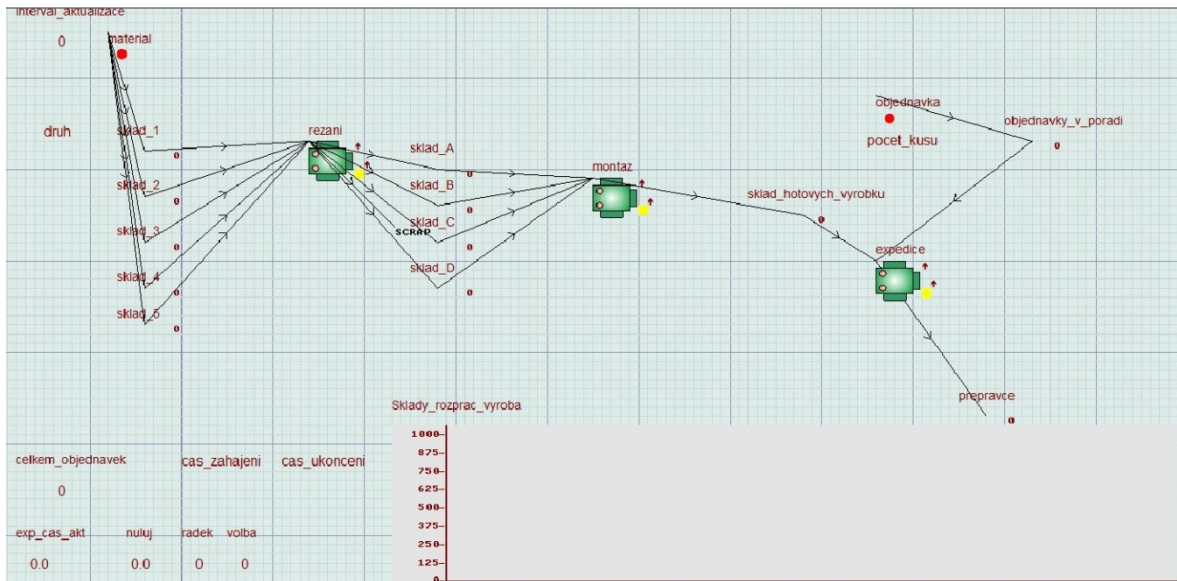 interval_aktualizace
0
material
druh
sklad_1
0
sklad_2
0
sklad_3
0
sklad_4
0
sklad_5
0
rezani
sklad_A
0
sklad_B
0
sklad_C
0
SCRAP
sklad_D
0
montaz
objednavka
pocet_kusu
objednavky_v_poradi
0
sklad_hotovych_vyrobku
0
expedice
prepravce
0
celkem_objednavek
0
cas_zahajeni
cas_ukonceni
exp_cas_akt
0.0
nuluj
0.0
radek
0
volba
0
Sklady_rozprac_vyroba
1000
875
750
625
500
375
250
125
0